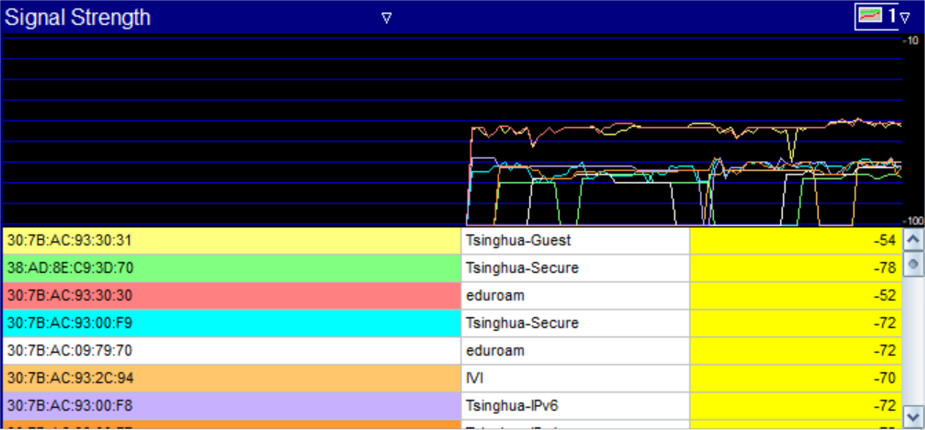 Signal Strength
1
-10
-100
30:7B:AC:93:30:31 Tsinghua-Guest -54
38:AD:8E:C9:3D:70 Tsinghua-Secure -78
30:7B:AC:93:30:30 eduroam -52
30:7B:AC:93:00:F9 Tsinghua-Secure -72
30:7B:AC:09:79:70 eduroam -72
30:7B:AC:93:2C:94 IVI -70
30:7B:AC:93:00:F8 Tsinghua-IPv6 -72